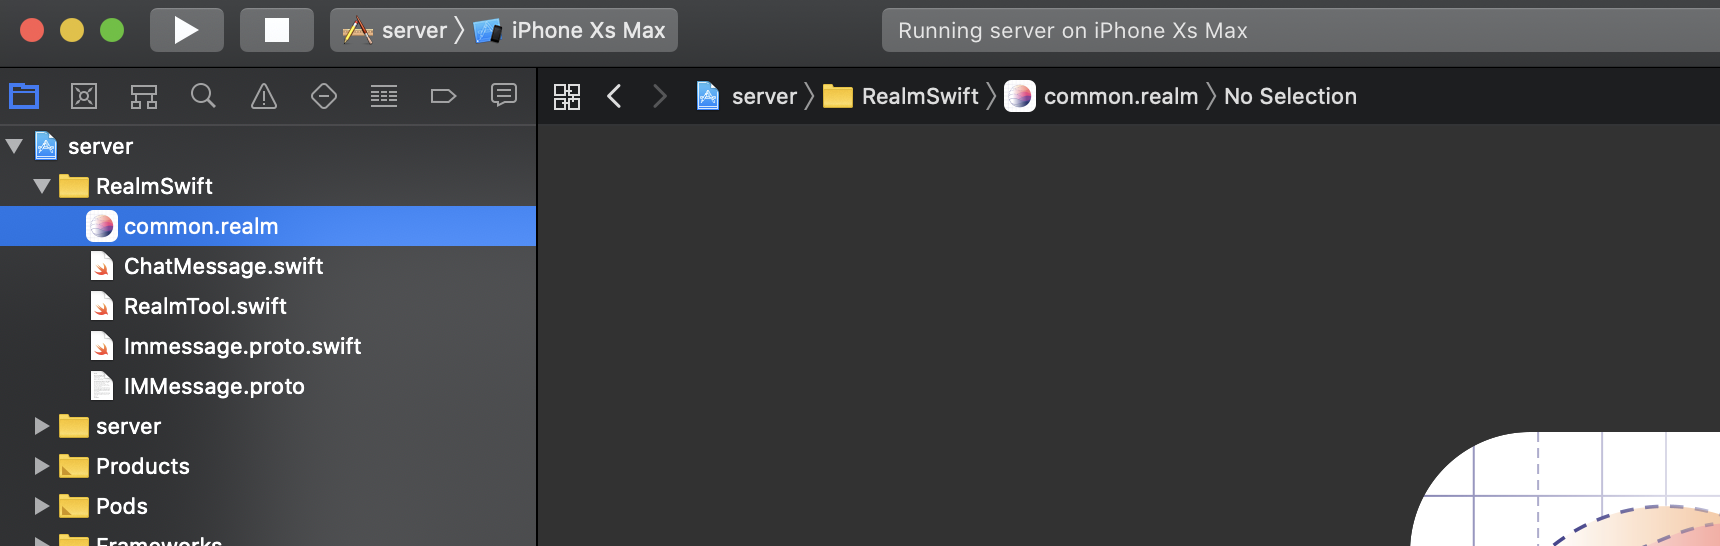 server iPhone Xs Max
Running server on iPhone Xs Max
server RealmSwift common.realm No Selection
server
RealmSwift
common.realm
ChatMessage.swift
RealmTool.swift
Immessage.proto.swift
IMMessage.proto
server
Products
Pods
Frameworks